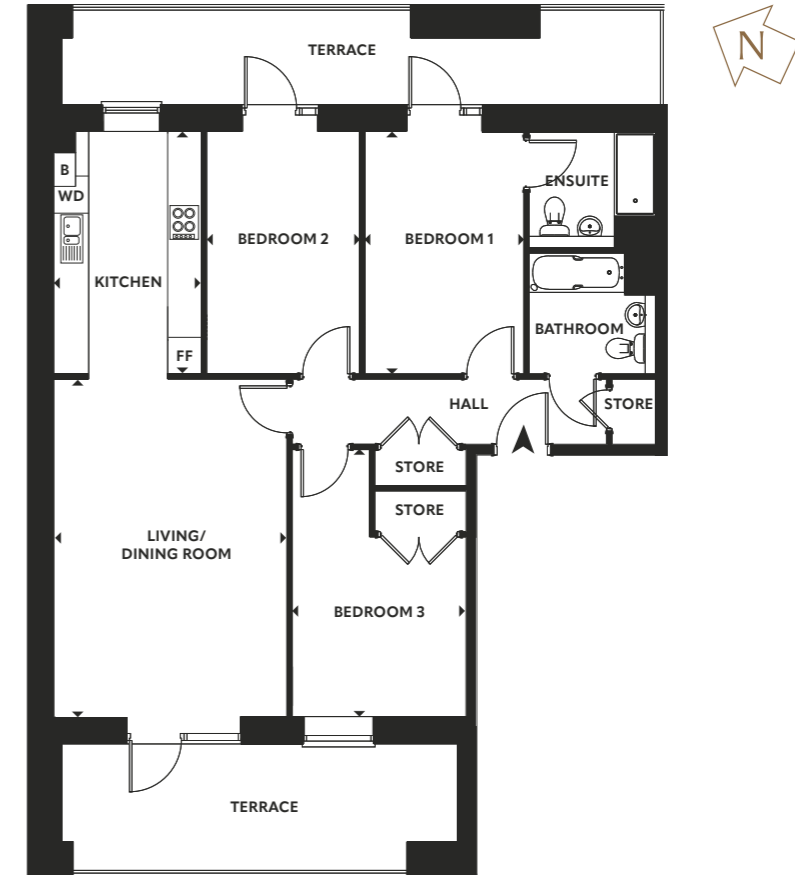 TERRACE
N
B
WD
ENSUITE
BEDROOM 2
BEDROOM 1
KITCHEN
BATHROOM
FF
HALL
STORE
STORE
STORE
LIVING/
DINING ROOM
BEDROOM 3
TERRACE